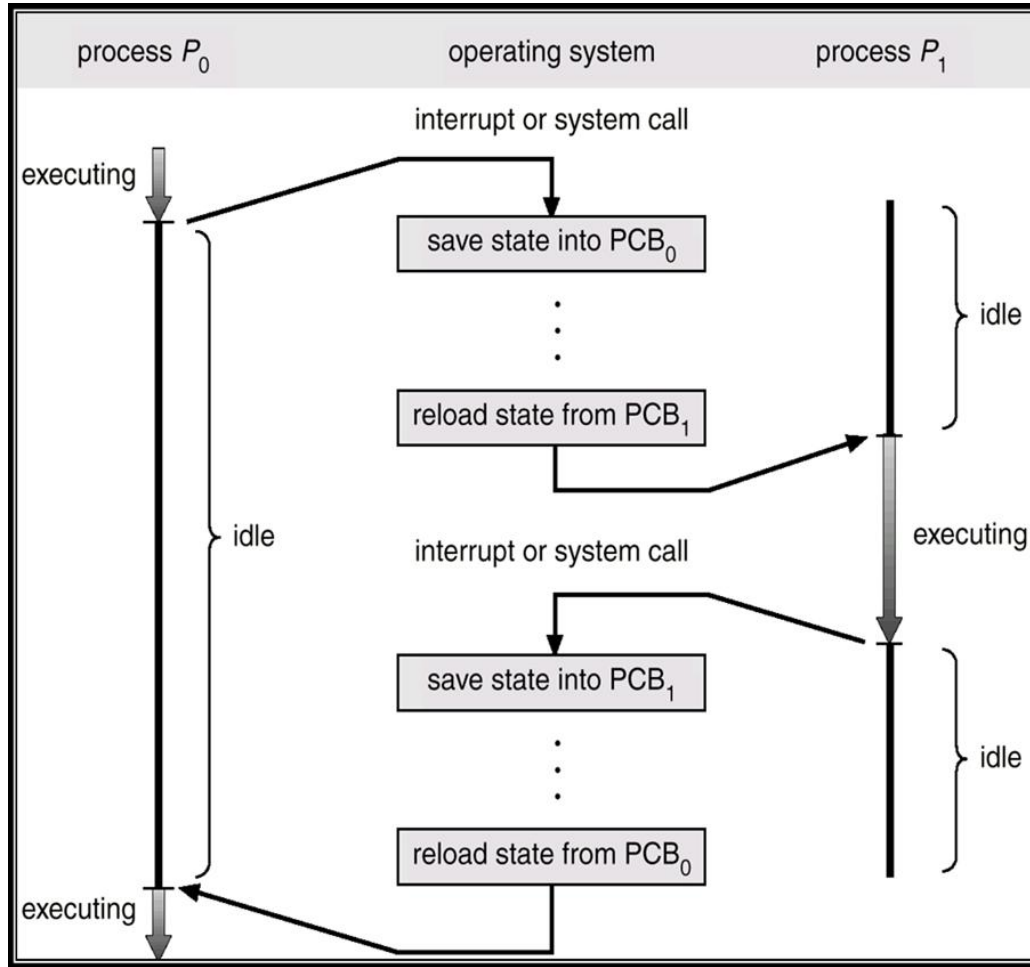 process P₀ operating system process P₁
interrupt or system call
executing
save state into PCB₀
idle
reload state from PCB₁
idle
executing
interrupt or system call
save state into PCB₁
idle
reload state from PCB₀
executing